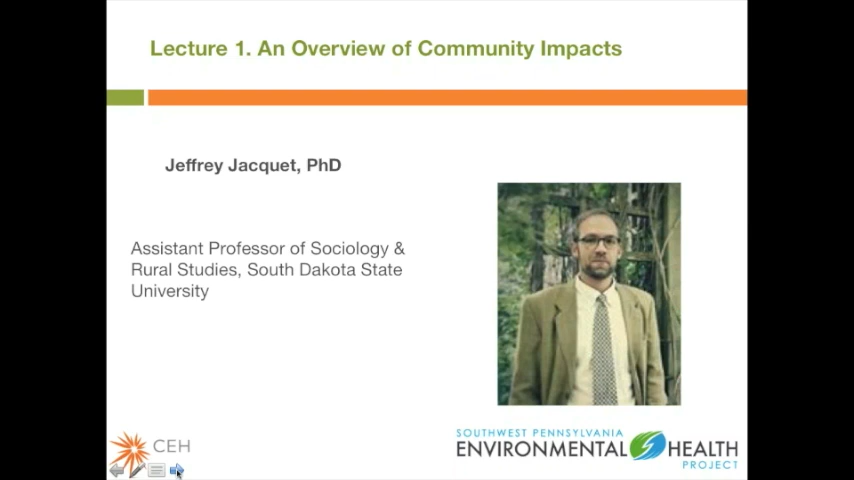 Lecture 1. An Overview of Community Impacts
Jeffrey Jacquet, PhD
Assistant Professor of Sociology &
Rural Studies, South Dakota State
University
CEH
SOUTHWEST PENNSYLVANIA
ENVIRONMENTAL HEALTH
PROJECT